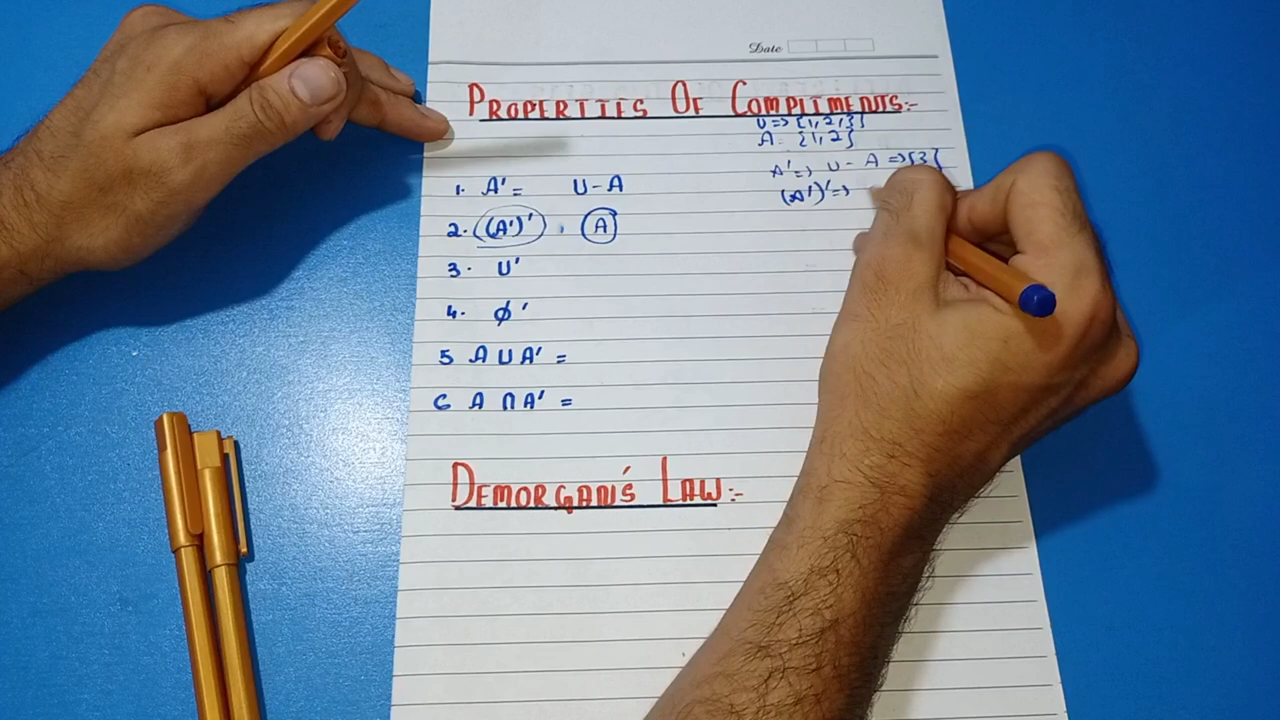 Date
PROPERTIES OF COMPLIMENTS:-
U => {1,2,3}
A = {1,2}
A' => U - A => {3}
(A')' =>
1. A' = U - A
2. (A')' . A
3. U'
4. ϕ'
5 A U A' =
6 A ∩ A' =
DEMORGAN'S LAW:-